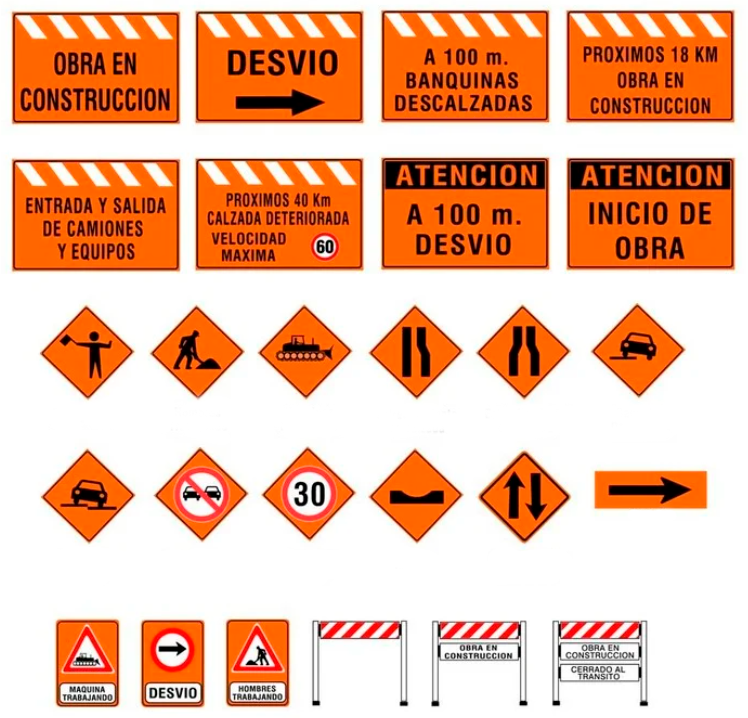 OBRA EN
CONSTRUCCION
DESVIO
A 100 m.
BANQUINAS
DESCALZADAS
PROXIMOS 18 KM
OBRA EN
CONSTRUCCION
ENTRADA Y SALIDA
DE CAMIONES
Y EQUIPOS
PROXIMOS 40 Km
CALZADA DETERIORADA
VELOCIDAD
MAXIMA
60
ATENCION
A 100 m.
DESVIO
ATENCION
INICIO DE
OBRA
30
MAQUINA
TRABAJANDO
DESVIO
HOMBRES
TRABAJANDO
OBRA EN
CONSTRUCCION
OBRA EN
CONSTRUCCION
CERRADO AL
TRANSITO